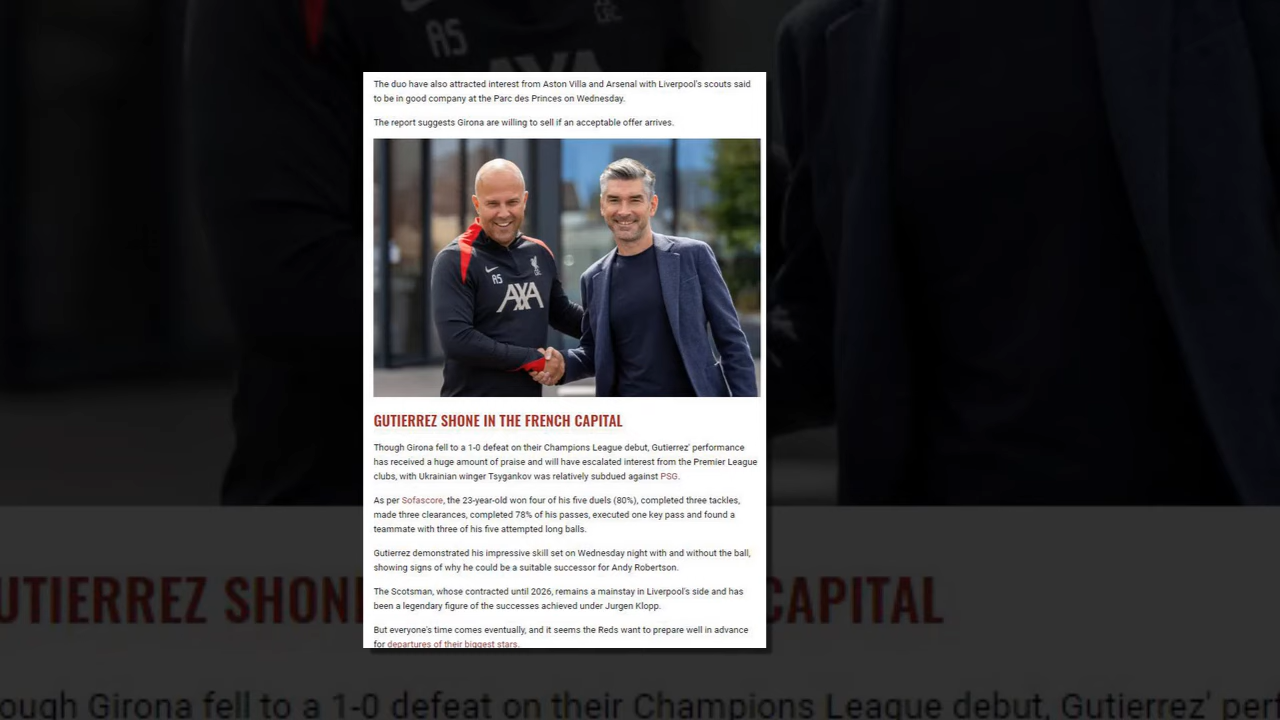 The duo have also attracted interest from Aston Villa and Arsenal with Liverpool's scouts said
to be in good company at the Parc des Princes on Wednesday.
The report suggests Girona are willing to sell if an acceptable offer arrives.
AS
AXA
GUTIERREZ SHONE IN THE FRENCH CAPITAL
Though Girona fell to a 1-0 defeat on their Champions League debut, Gutierrez' performance
has received a huge amount of praise and will have escalated interest from the Premier League
clubs, with Ukrainian winger Tsygankov was relatively subdued against PSG.
As per Sofascore, the 23-year-old won four of his five duels (80%), completed three tackles,
made three clearances, completed 78% of his passes, executed one key pass and found a
teammate with three of his five attempted long balls.
Gutierrez demonstrated his impressive skill set on Wednesday night with and without the ball,
showing signs of why he could be a suitable successor for Andy Robertson.
The Scotsman, whose contracted until 2026, remains a mainstay in Liverpool's side and has
been a legendary figure of the successes achieved under Jurgen Klopp.
But everyone's time comes eventually, and it seems the Reds want to prepare well in advance
for departures of their biggest stars.
AS
AXA
UTIERREZ SHON
CAPITAL
ough Girona fell to a 1-0 defeat on their Champions League debut, Gutierrez' per